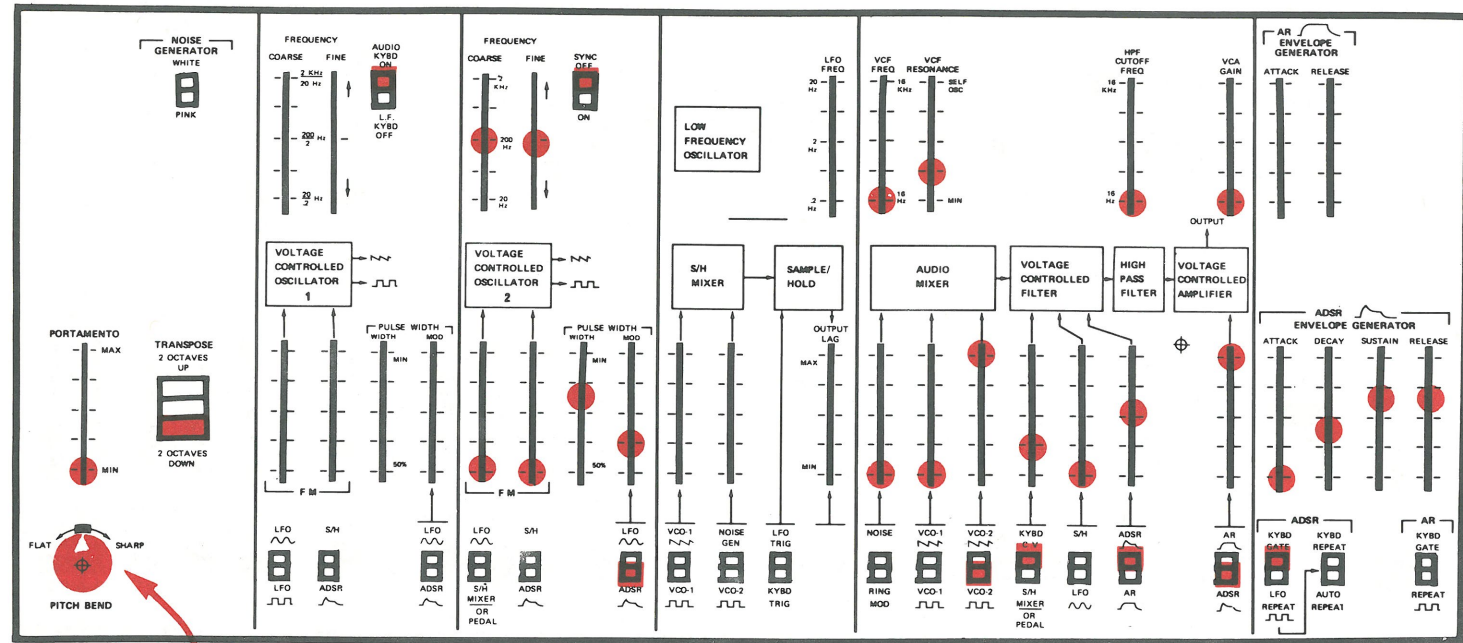 NOISE
GENERATOR
WHITE
PINK
PORTAMENTO
MAX
MIN
TRANSPOSE
2 OCTAVES
UP
2 OCTAVES
DOWN
FLAT
SHARP
PITCH BEND
FREQUENCY
COARSE
FINE
2 KHz
20 Hz
200 Hz
2
20 Hz
.2
AUDIO
KYBD
ON
L.F.
KYBD
OFF
VOLTAGE
CONTROLLED
OSCILLATOR
1
PULSE WIDTH
WIDTH
MOD
MIN
50%
FM
LFO
S/H
LFO
LFO
ADSR
ADSR
FREQUENCY
COARSE
FINE
2
KHz
200
Hz
20
Hz
SYNC
OFF
ON
VOLTAGE
CONTROLLED
OSCILLATOR
2
PULSE WIDTH
WIDTH
MOD
MIN
50%
FM
LFO
S/H
LFO
S/H
MIXER
OR
PEDAL
ADSR
ADSR
LFO
FREQ
20
Hz
2
Hz
.2
Hz
LOW
FREQUENCY
OSCILLATOR
S/H
MIXER
SAMPLE/
HOLD
OUTPUT
LAG
MAX
MIN
VCO-1
NOISE
GEN
LFO
TRIG
VCO-1
VCO-2
KYBD
TRIG
VCF
FREQ
VCF
RESONANCE
16
KHz
SELF
OSC
16
Hz
MIN
HPF
CUTOFF
FREQ
16
KHz
16
Hz
VCA
GAIN
OUTPUT
AUDIO
MIXER
VOLTAGE
CONTROLLED
FILTER
HIGH
PASS
FILTER
VOLTAGE
CONTROLLED
AMPLIFIER
NOISE
VCO-1
VCO-2
KYBD
C V
S/H
ADSR
AR
RING
MOD
VCO-1
VCO-2
S/H
MIXER
OR
PEDAL
LFO
AR
ADSR
AR
ENVELOPE
GENERATOR
ATTACK
RELEASE
ADSR
ENVELOPE GENERATOR
ATTACK
DECAY
SUSTAIN
RELEASE
ADSR
KYBD
GATE
KYBD
REPEAT
LFO
REPEAT
AUTO
REPEAT
AR
KYBD
GATE
REPEAT